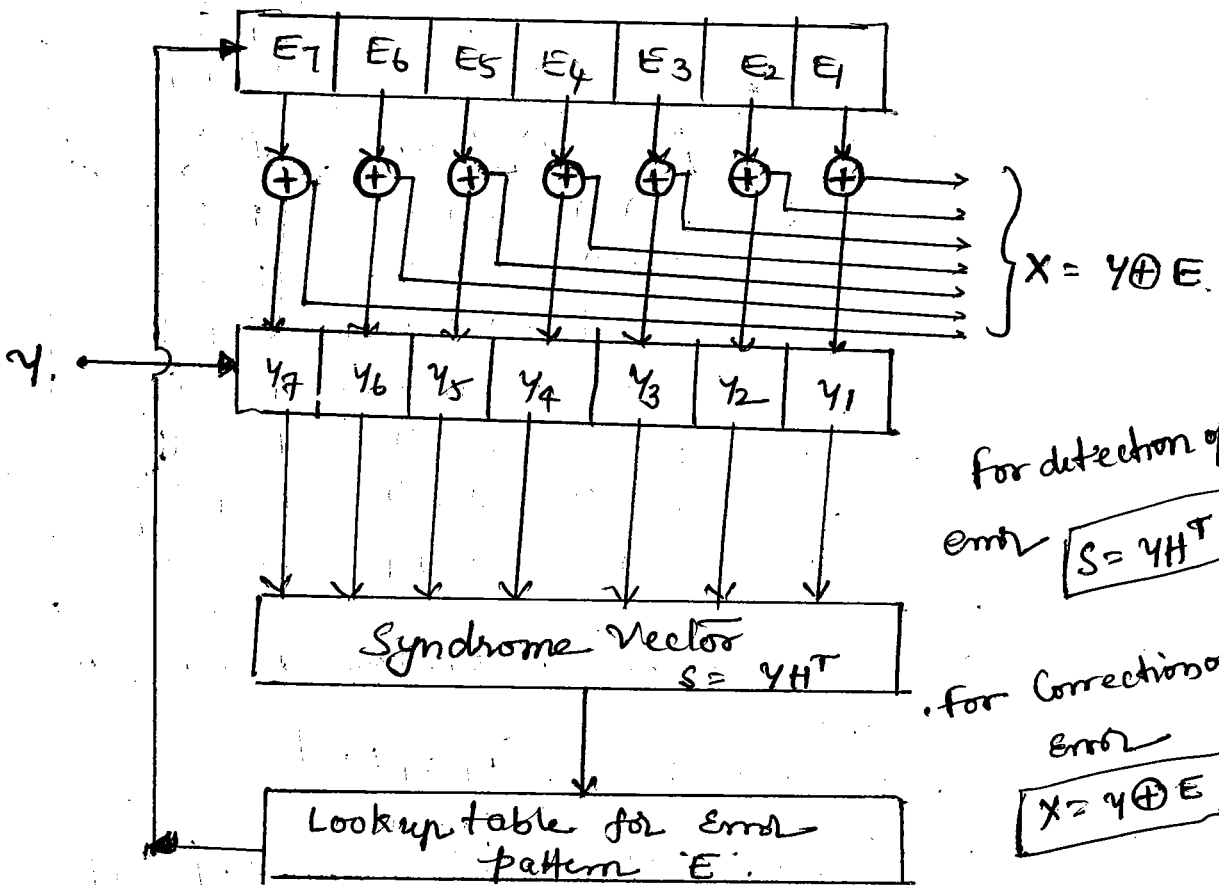 E7 E6 E5 E4 E3 E2 E1
+ + + + + + +
X = y⊕E.
y.
y7 y6 y5 y4 y3 y2 y1
For detection of
error S = yH^T
Syndrome Vector
S = yH^T
For Correction o
Error
X = y⊕E
Lookup table for Error
pattern 'E'.